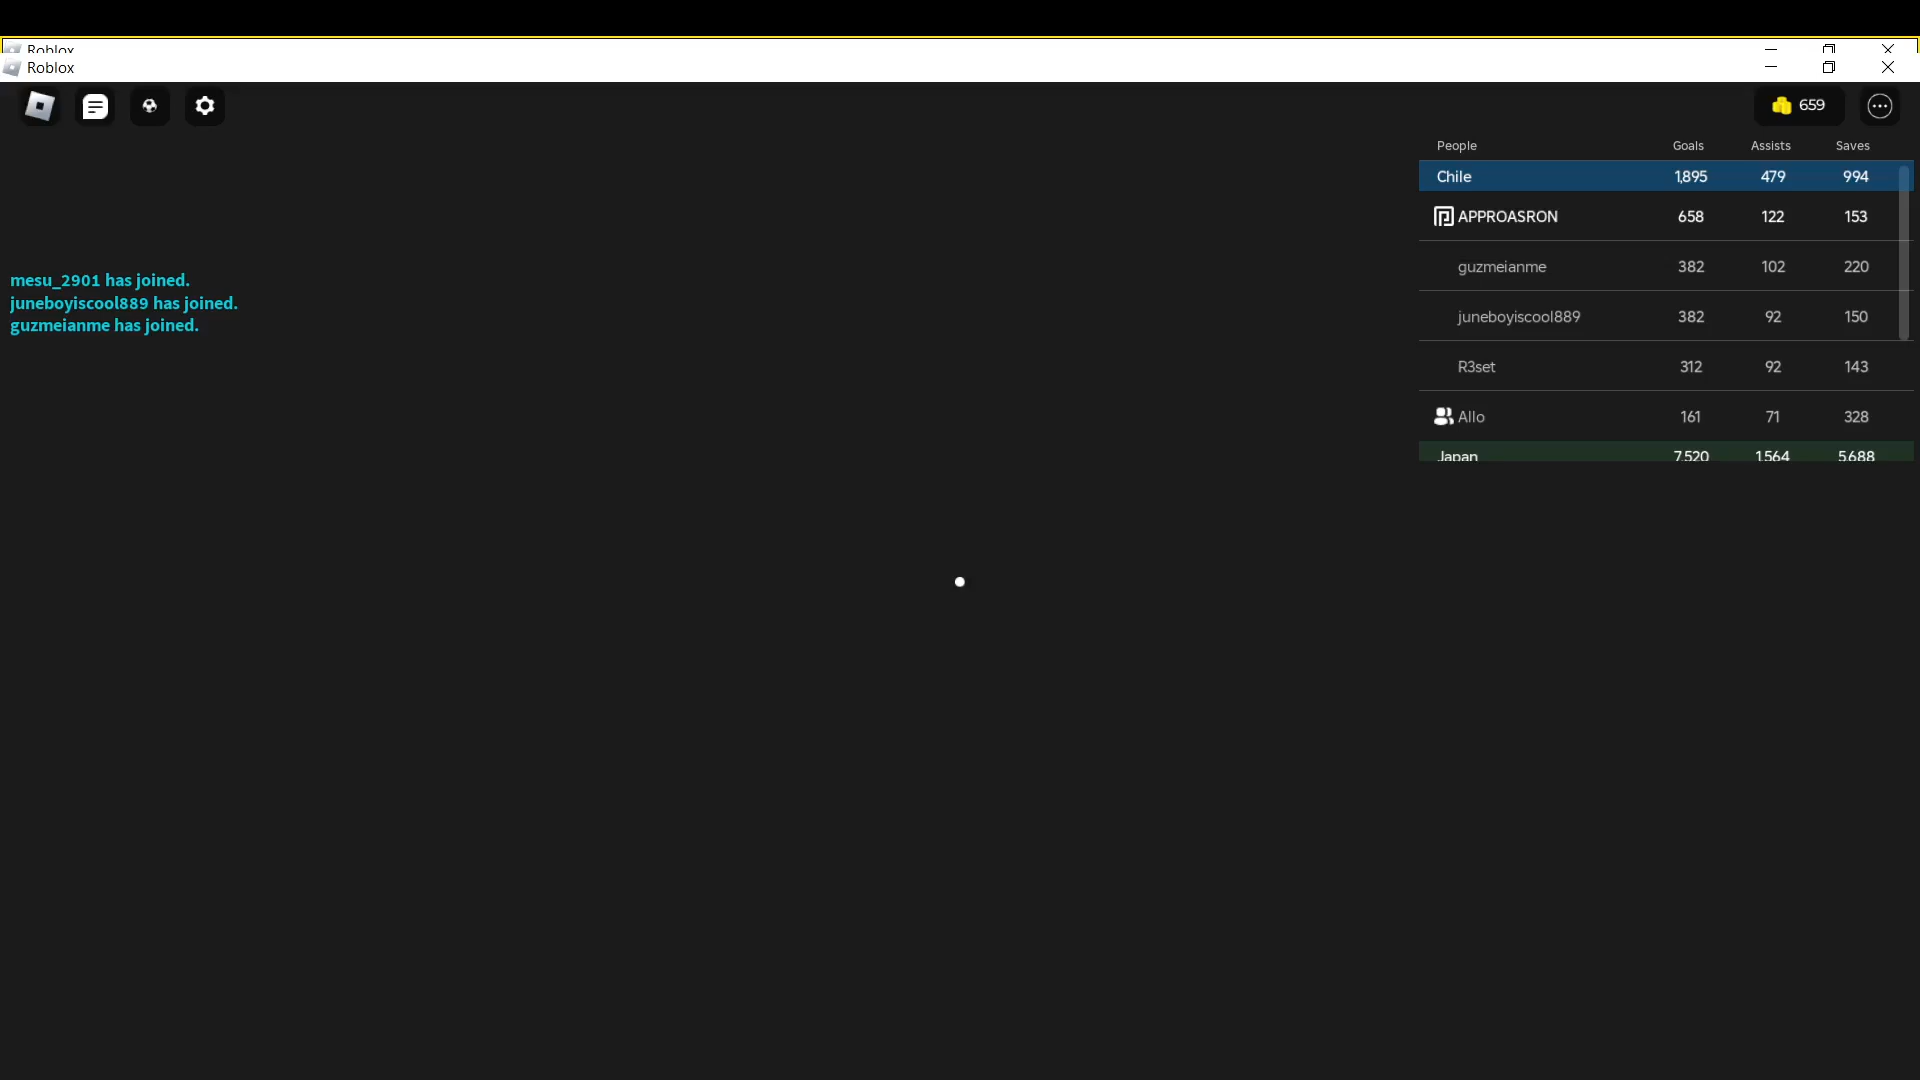 Roblox
Roblox
659
People Goals Assists Saves
Chile 1,895 479 994
APPROASRON 658 122 153
guzmeianme 382 102 220
juneboyiscool889 382 92 150
R3set 312 92 143
Allo 161 71 328
Japan 7,520 1,564 5,688
mesu_2901 has joined.
juneboyiscool889 has joined.
guzmeianme has joined.